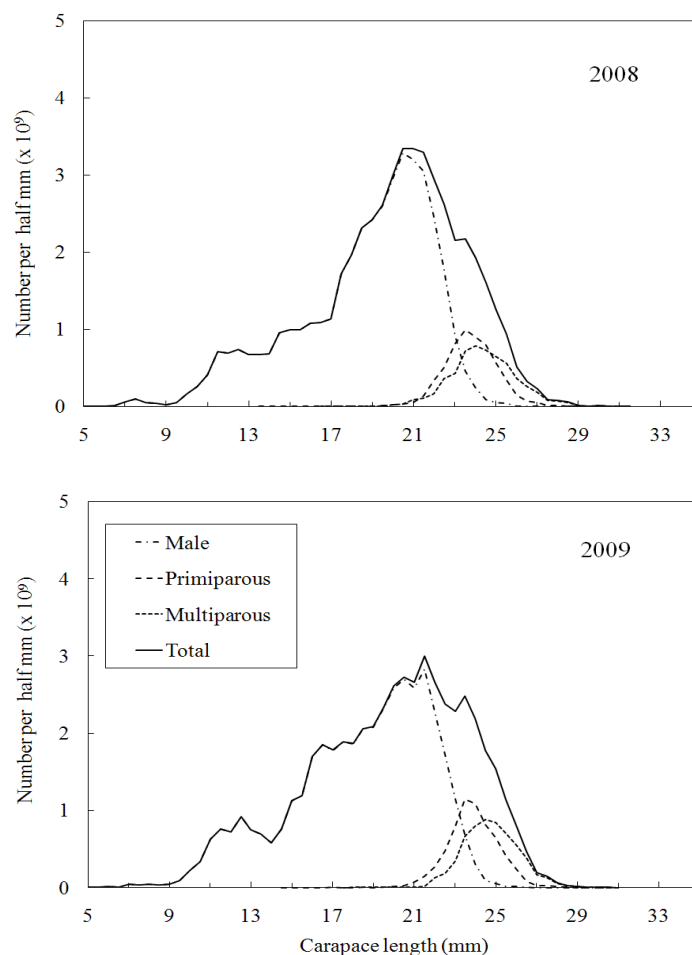 5
4
3
2
1
0
Numberper half mm (x 10⁹)
2008
5 9 13 17 21 25 29 33
5
4
3
2
1
0
Numberper half mm (x 10⁹)
Male
Primiparous
Multiparous
Total
2009
5 9 13 17 21 25 29 33
Carapace length (mm)